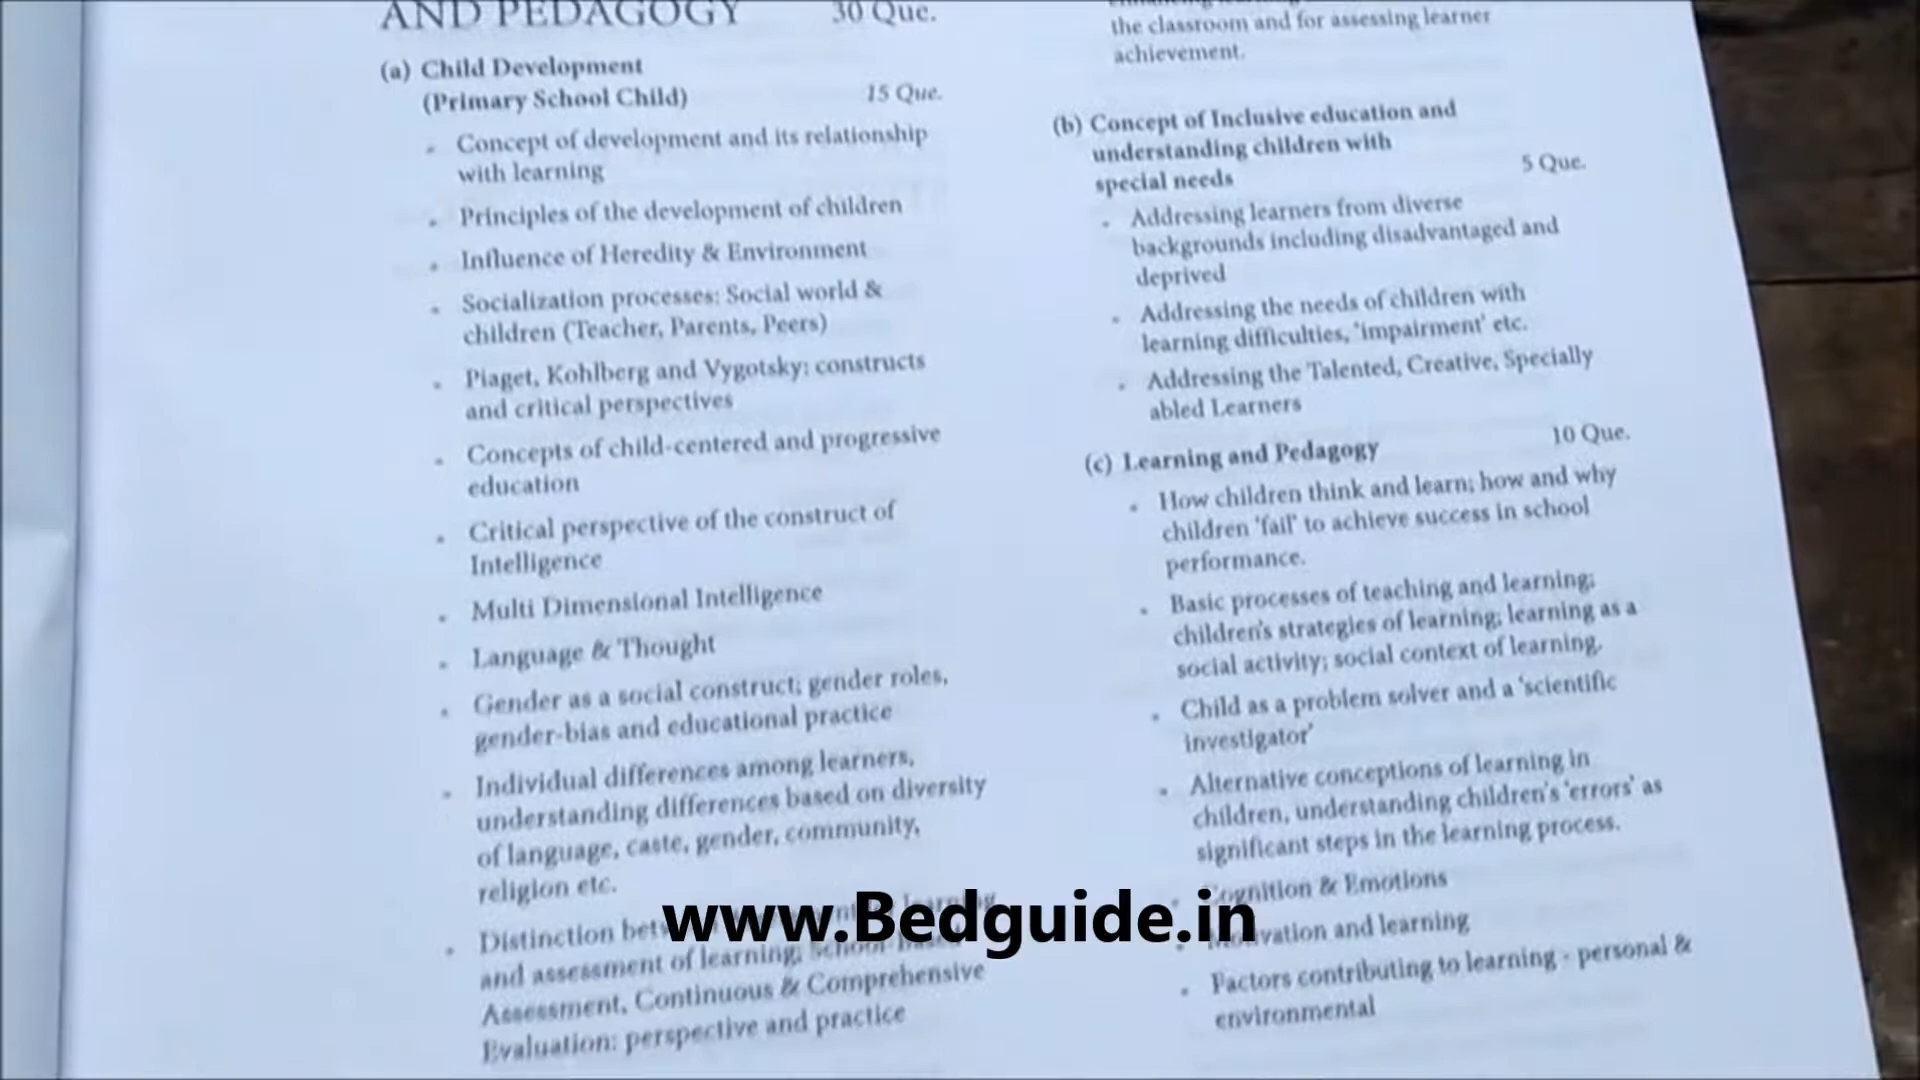 AND PEDAGOGY 30 Que.
(a) Child Development
(Primary School Child) 15 Que.
Concept of development and its relationship
with learning
Principles of the development of children
Influence of Heredity & Environment
Socialization processes: Social world &
children (Teacher, Parents, Peers)
Piaget, Kohlberg and Vygotsky: constructs
and critical perspectives
Concepts of child-centered and progressive
education
Critical perspective of the construct of
Intelligence
Multi Dimensional Intelligence
Language & Thought
Gender as a social construct; gender roles,
gender-bias and educational practice
Individual differences among learners,
understanding differences based on diversity
of language, caste, gender, community,
religion etc.
Distinction learning
and assessment of learning;
Assessment, Continuous & Comprehensive
Evaluation: perspective and practice
the classroom and for assessing learner
achievement.
(b) Concept of Inclusive education and
understanding children with
special needs 5 Que.
Addressing learners from diverse
backgrounds including disadvantaged and
deprived
Addressing the needs of children with
learning difficulties, 'impairment' etc.
Addressing the Talented, Creative, Specially
abled Learners
(c) Learning and Pedagogy 10 Que.
How children think and learn; how and why
children 'fail' to achieve success in school
performance.
Basic processes of teaching and learning;
children's strategies of learning; learning as a
social activity; social context of learning.
Child as a problem solver and a 'scientific
investigator'
Alternative conceptions of learning in
children, understanding children's 'errors' as
significant steps in the learning process.
Cognition & Emotions
Motivation and learning
Factors contributing to learning - personal &
environmental
www.Bedguide.in